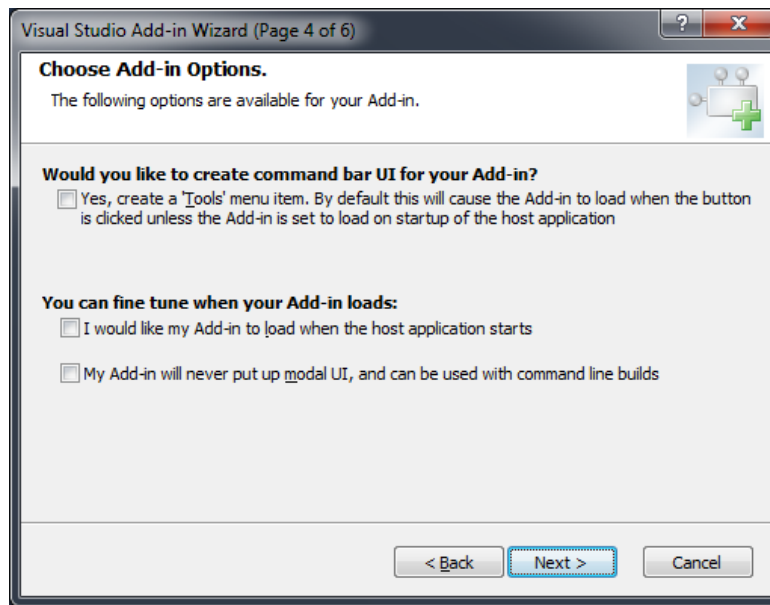 Visual Studio Add-in Wizard (Page 4 of 6)
Choose Add-in Options.
The following options are available for your Add-in.
Would you like to create command bar UI for your Add-in?
Yes, create a 'Tools' menu item. By default this will cause the Add-in to load when the button
is clicked unless the Add-in is set to load on startup of the host application
You can fine tune when your Add-in loads:
I would like my Add-in to load when the host application starts
My Add-in will never put up modal UI, and can be used with command line builds
< Back Next > Cancel